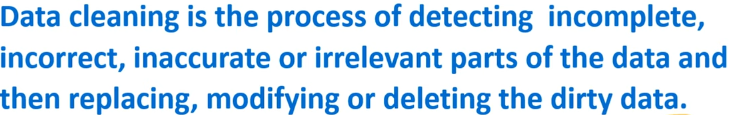 Data cleaning is the process of detecting  incomplete,
incorrect, inaccurate or irrelevant parts of the data and
then replacing, modifying or deleting the dirty data.